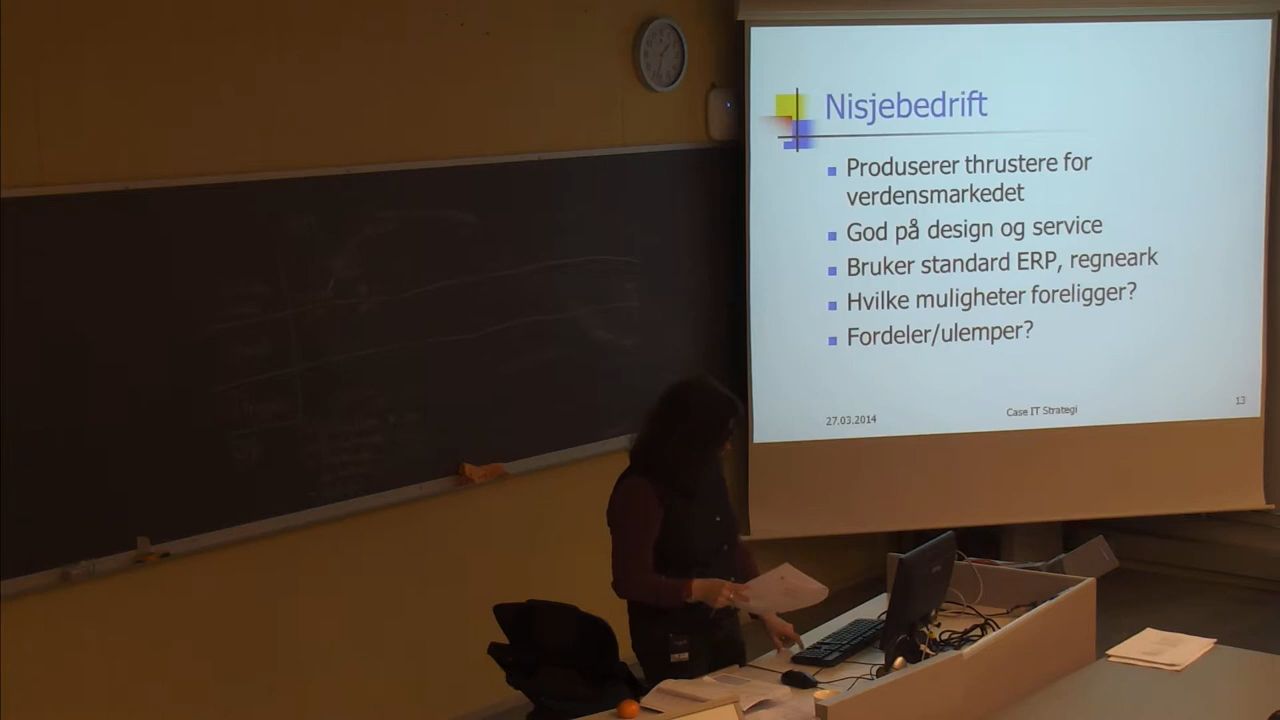 Nisjebedrift
Produserer thrustere for
verdensmarkedet
God på design og service
Bruker standard ERP, regneark
Hvilke muligheter foreligger?
Fordeler/ulemper?
27.03.2014
Case IT Strategi
13